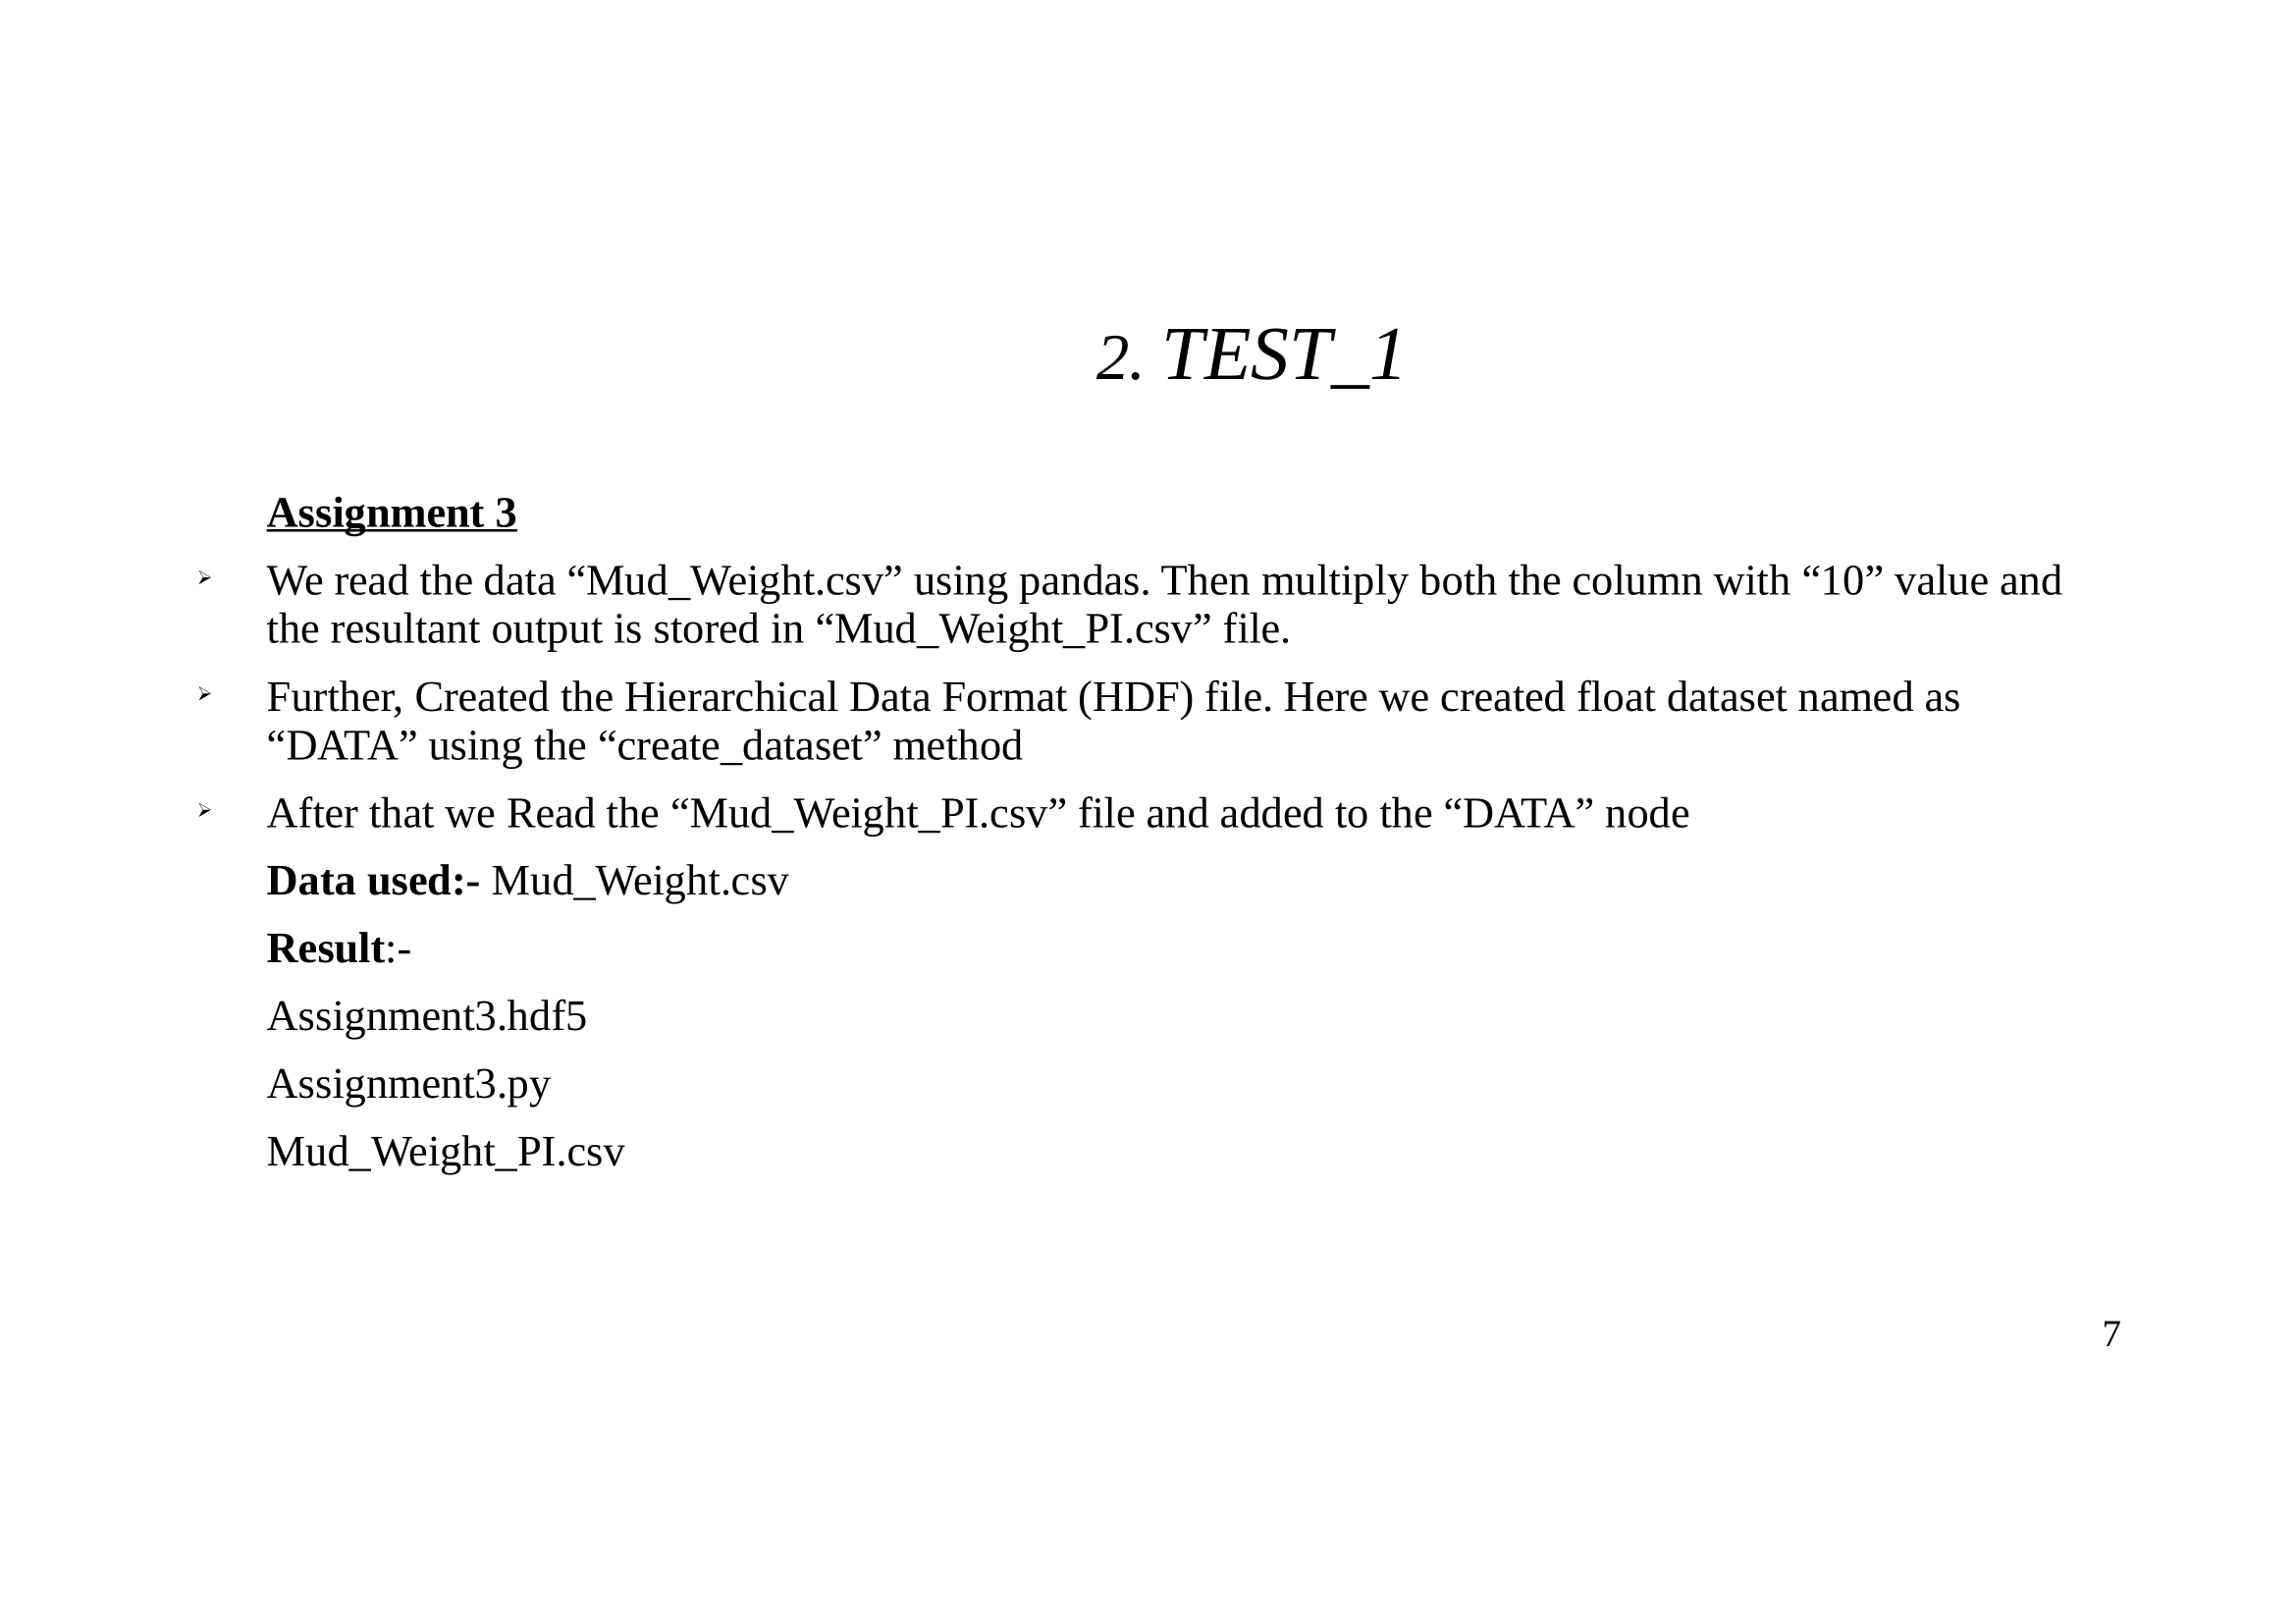 2. TEST_1
Assignment 3
➢ We read the data “Mud_Weight.csv” using pandas. Then multiply both the column with “10” value and
the resultant output is stored in “Mud_Weight_PI.csv” file.
➢ Further, Created the Hierarchical Data Format (HDF) file. Here we created float dataset named as
“DATA” using the “create_dataset” method
➢ After that we Read the “Mud_Weight_PI.csv” file and added to the “DATA” node
Data used:- Mud_Weight.csv
Result:-
Assignment3.hdf5
Assignment3.py
Mud_Weight_PI.csv
7